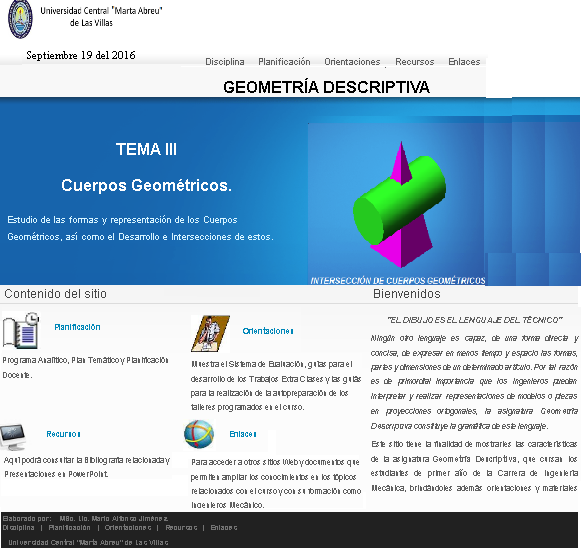 Universidad Central "Marta Abreu"
de Las Villas
Septiembre 19 del 2016
Disciplina Planificación Orientaciones Recursos Enlaces
GEOMETRÍA DESCRIPTIVA
TEMA III
Cuerpos Geométricos.
Estudio de las formas y representación de los Cuerpos
Geométricos, así como el Desarrollo e Intersecciones de estos.
INTERSECCIÓN DE CUERPOS GEOMÉTRICOS
Contenido del sitio
Planificación
Programa Analítico, Plan Temático y Planificación
Docente.
Orientaciones
Muestra el Sistema de Evaluación, guías para el
desarrollo de los Trabajos Extra Clases y las guías
para la realización de la autopreparación de los
talleres programados en el curso.
Recursos
Aquí podrá consultar la Bibliografía relacionada y
Presentaciones en PowerPoint.
Enlaces
Para acceder a otros sitios Web y documentos que
permiten ampliar los conocimientos en los tópicos
relacionados con el curso y con su formación como
Ingenieros Mecánico.
Bienvenidos
"EL DIBUJO ES EL LENGUAJE DEL TÉCNICO"
Ningún otro lenguaje es capaz, de una forma directa y
concisa, de expresar en menos tiempo y espacio las formas,
partes y dimensiones de un determinado artículo. Por tal razón
es de primordial importancia que los Ingenieros puedan
interpretar y realizar representaciones de modelos o piezas
en proyecciones ortogonales, la asignatura Geometría
Descriptiva constituye la gramática de este lenguaje.
Este sitio tiene la finalidad de mostrarles las características
de la asignatura Geometría Descriptiva, que cursan los
estudiantes de primer año de la Carrera de Ingeniería
Mecánica, brindándoles además orientaciones y materiales
Elaborado por: MSc. Lic. Mario Alfonso Jiménez.
Disciplina | Planificación | Orientaciones | Recursos | Enlaces
Universidad Central "Marta Abreu" de Las Villas